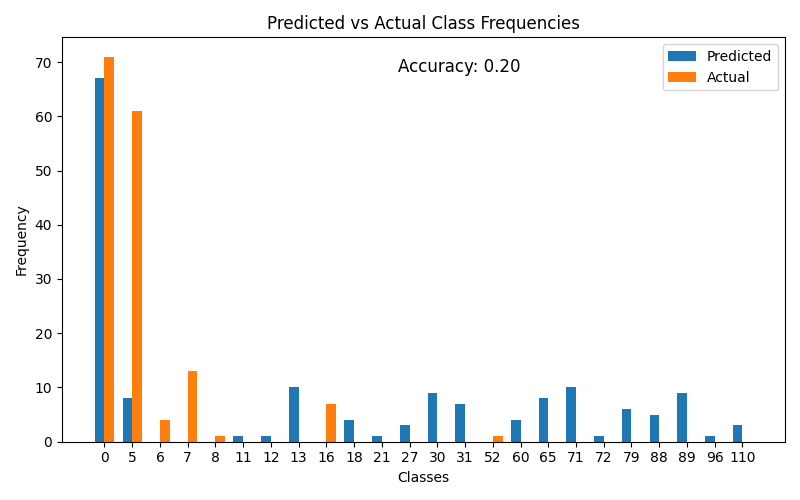 Predicted vs Actual Class Frequencies
Accuracy: 0.20
Predicted
Actual
Frequency
70
60
50
40
30
20
10
0
0 5 6 7 8 11 12 13 16 18 21 27 30 31 52 60 65 71 72 79 88 89 96 110
Classes